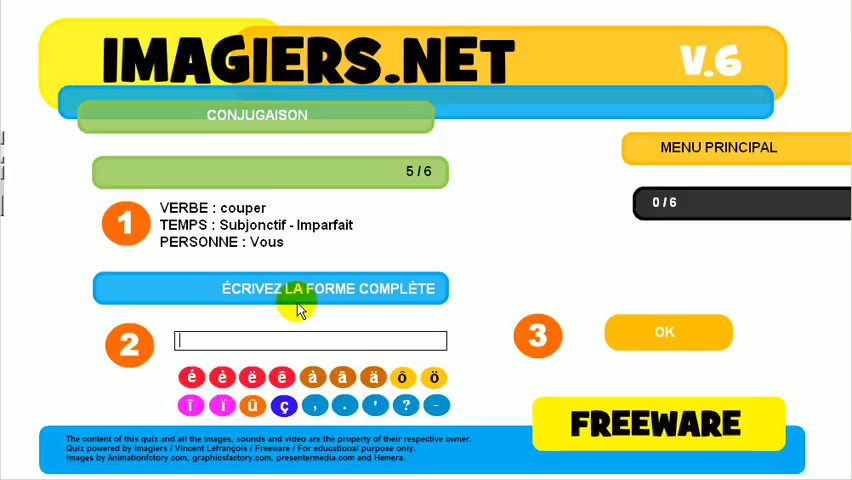 IMAGIERS.NET
V.6
CONJUGAISON
MENU PRINCIPAL
5 / 6
0 / 6
1
VERBE : couper
TEMPS : Subjonctif - Imparfait
PERSONNE : Vous
ÉCRIVEZ LA FORME COMPLÈTE
2
3
OK
é è ë ê à â ä ô ö
î ï û ç , . ' ? -
FREEWARE
The content of this quiz and all the images, sounds and video are the property of their respective owner.
Quiz powered by Imagiers / Vincent Lefrançois / Freeware / For educational purpose only.
Images by Animationfctory.com, graphicsfactory.com, presentermedia.com and Hemera.